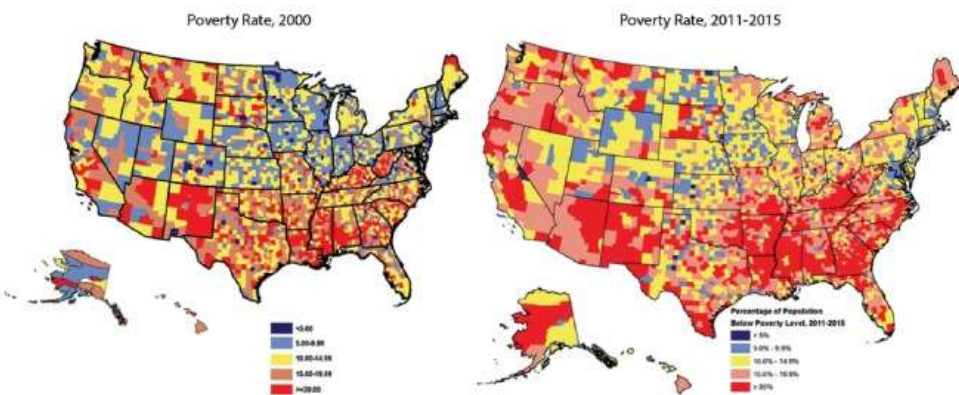 Poverty Rate, 2000
Poverty Rate, 2011-2015
<5.00
5.00-9.99
10.00-14.99
15.00-19.99
>=20.00
Percentage of Population
Below Poverty Level, 2011-2015
< 5%
5.0% - 9.9%
10.0% - 14.9%
15.0% - 19.9%
> 20%